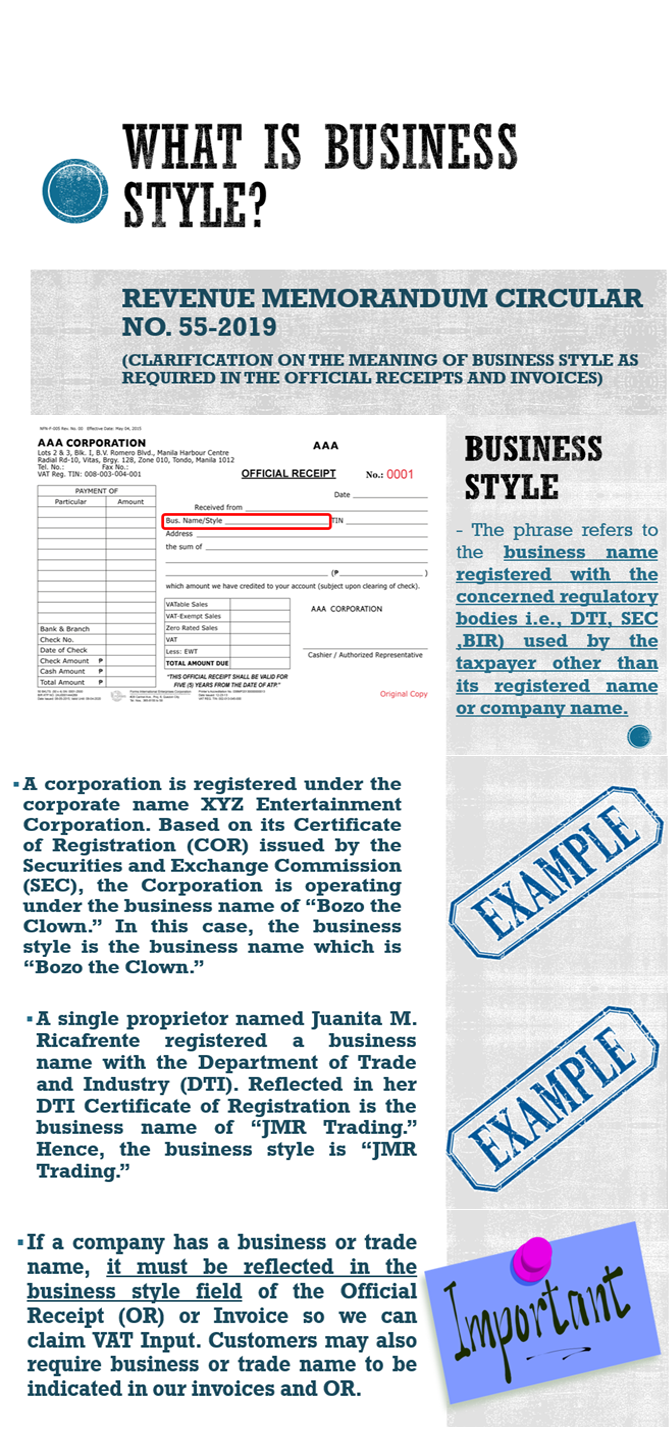 WHAT IS BUSINESS
STYLE?
REVENUE MEMORANDUM CIRCULAR
NO. 55-2019
(CLARIFICATION ON THE MEANING OF BUSINESS STYLE AS
REQUIRED IN THE OFFICIAL RECEIPTS AND INVOICES)
AAA CORPORATION
Lots 2 & 3, Blk. I, B.V. Romero Blvd., Manila Harbour Centre
Radial Rd-10, Vitas, Brgy. 128, Zone 010, Tondo, Manila 1012
Tel. No.: Fax No.:
VAT Reg. TIN: 008-003-004-001
AAA
OFFICIAL RECEIPT No.: 0001
PAYMENT OF
Particular Amount
Bank & Branch
Check No.
Date of Check
Check Amount ₱
Cash Amount ₱
Total Amount ₱
Date
Received from
Bus. Name/Style TIN
Address
the sum of
(₱ )
which amount we have credited to your account (subject upon clearing of check).
VATable Sales
VAT-Exempt Sales
Zero Rated Sales
VAT
Less: EWT
TOTAL AMOUNT DUE
AAA CORPORATION
Cashier / Authorized Representative
"THIS OFFICIAL RECEIPT SHALL BE VALID FOR
FIVE (5) YEARS FROM THE DATE OF ATP."
Original Copy
BUSINESS
STYLE
- The phrase refers to
the business name
registered with the
concerned regulatory
bodies i.e., DTI, SEC
,BIR) used by the
taxpayer other than
its registered name
or company name.
A corporation is registered under the
corporate name XYZ Entertainment
Corporation. Based on its Certificate
of Registration (COR) issued by the
Securities and Exchange Commission
(SEC), the Corporation is operating
under the business name of “Bozo the
Clown.” In this case, the business
style is the business name which is
“Bozo the Clown.”
EXAMPLE
A single proprietor named Juanita M.
Ricafrente registered a business
name with the Department of Trade
and Industry (DTI). Reflected in her
DTI Certificate of Registration is the
business name of “JMR Trading.”
Hence, the business style is “JMR
Trading.”
EXAMPLE
If a company has a business or trade
name, it must be reflected in the
business style field of the Official
Receipt (OR) or Invoice so we can
claim VAT Input. Customers may also
require business or trade name to be
indicated in our invoices and OR.
Important